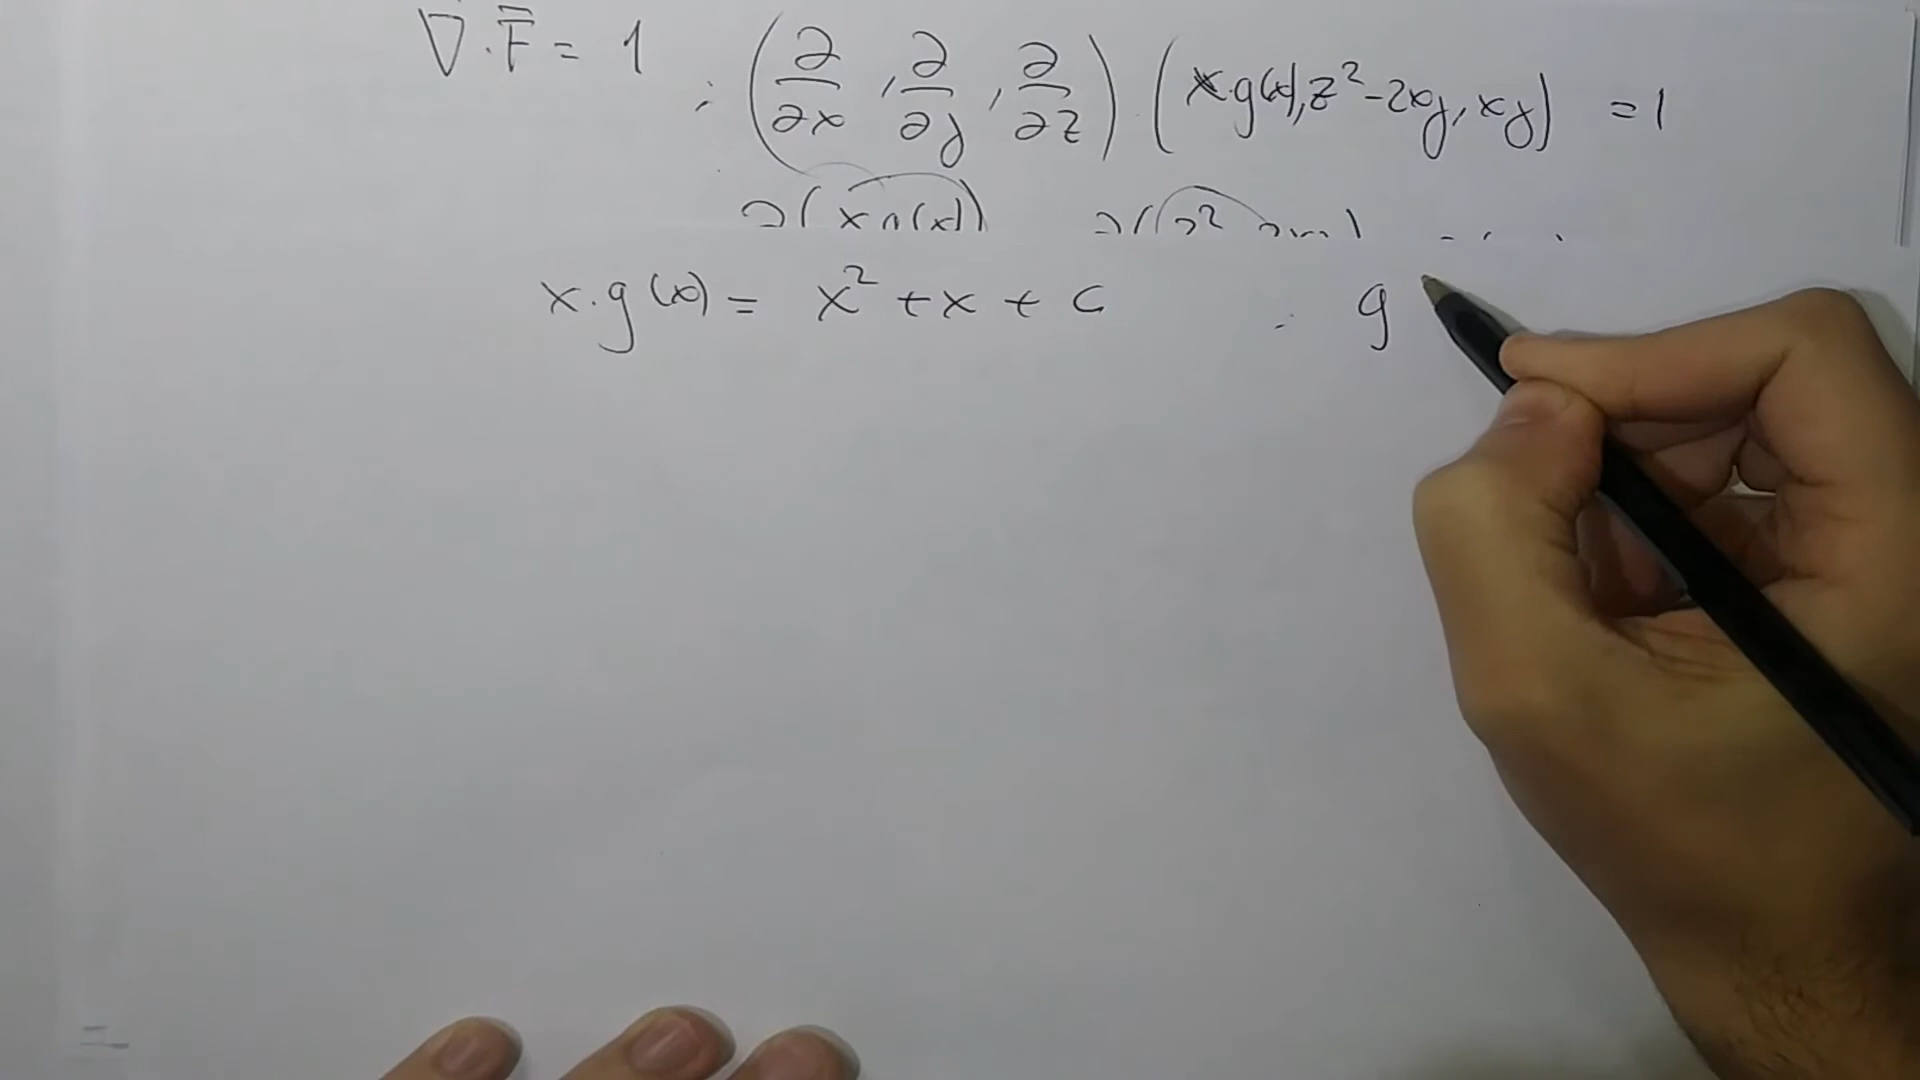 ∇·F̄ = 1 ; (∂/∂x, ∂/∂y, ∂/∂z)·(x·g(x), z²-2xy, xy) = 1
∂(x g(x))
x·g(x) = x² + x + c g